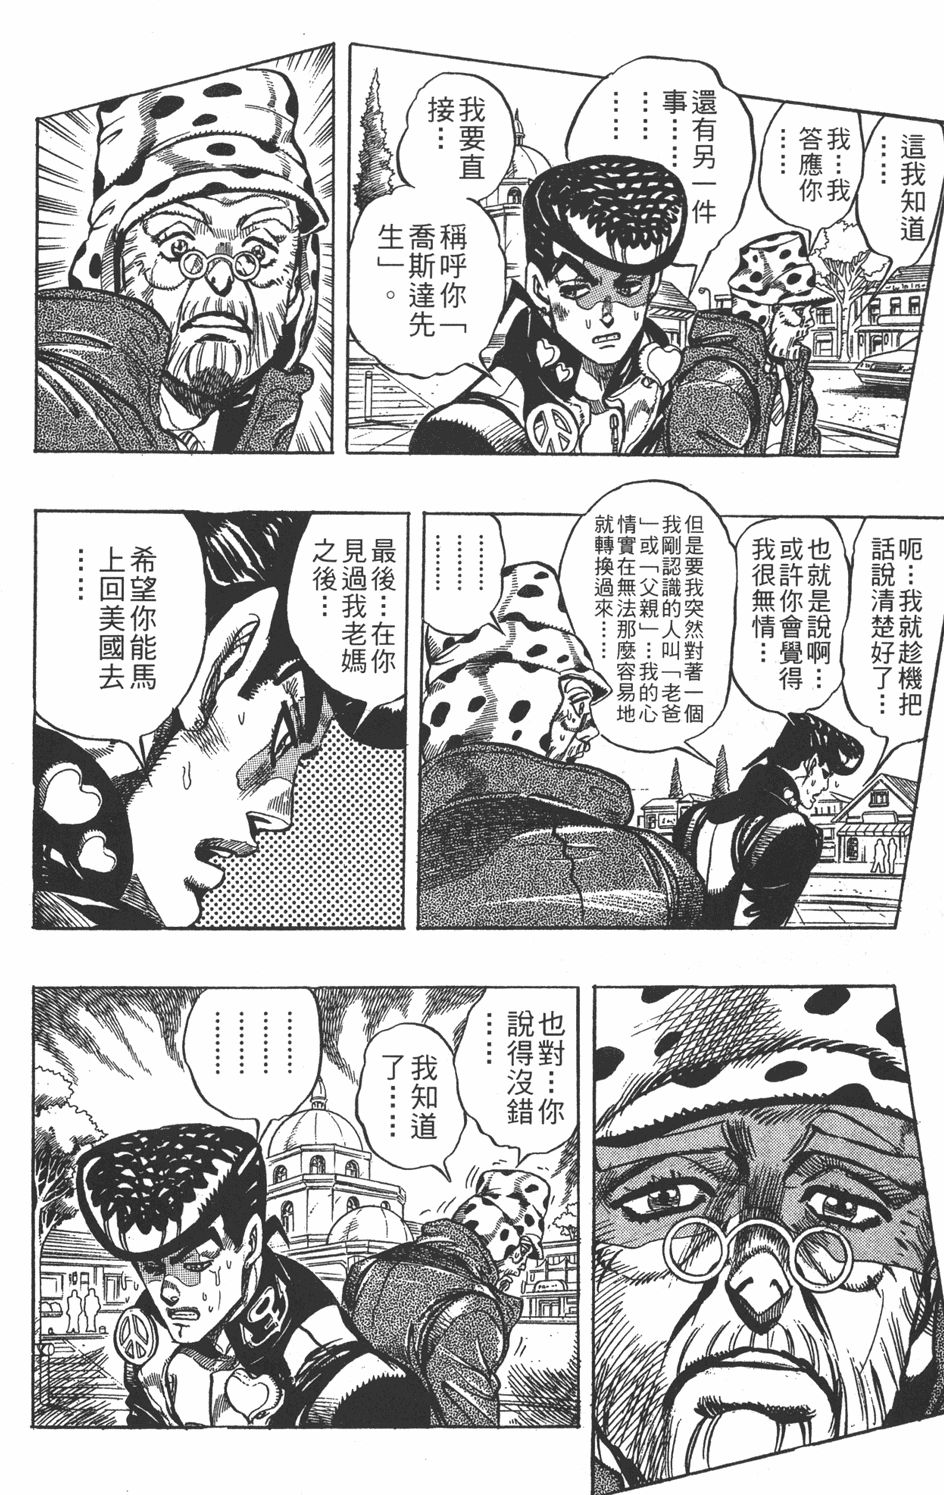 這我知道
……
我…我
答應你
……
還有另一件
事……
……
……
我要直
接…
稱呼你「
喬斯達先
生」。
呃…我就趁機把
話說清楚好了…
也就是說啊…
或許你會覺得
我很無情…
但是要我突然對著一個
我剛認識的人叫「老爸
」或「父親」…我的心
情實在無法那麼容易地
就轉換過來……
……
……
……
最後…在你
見過我老媽
之後…
希望你能馬
上回美國去
……
也對…你
說得沒錯
……
我知道
了……
……
……
……
……